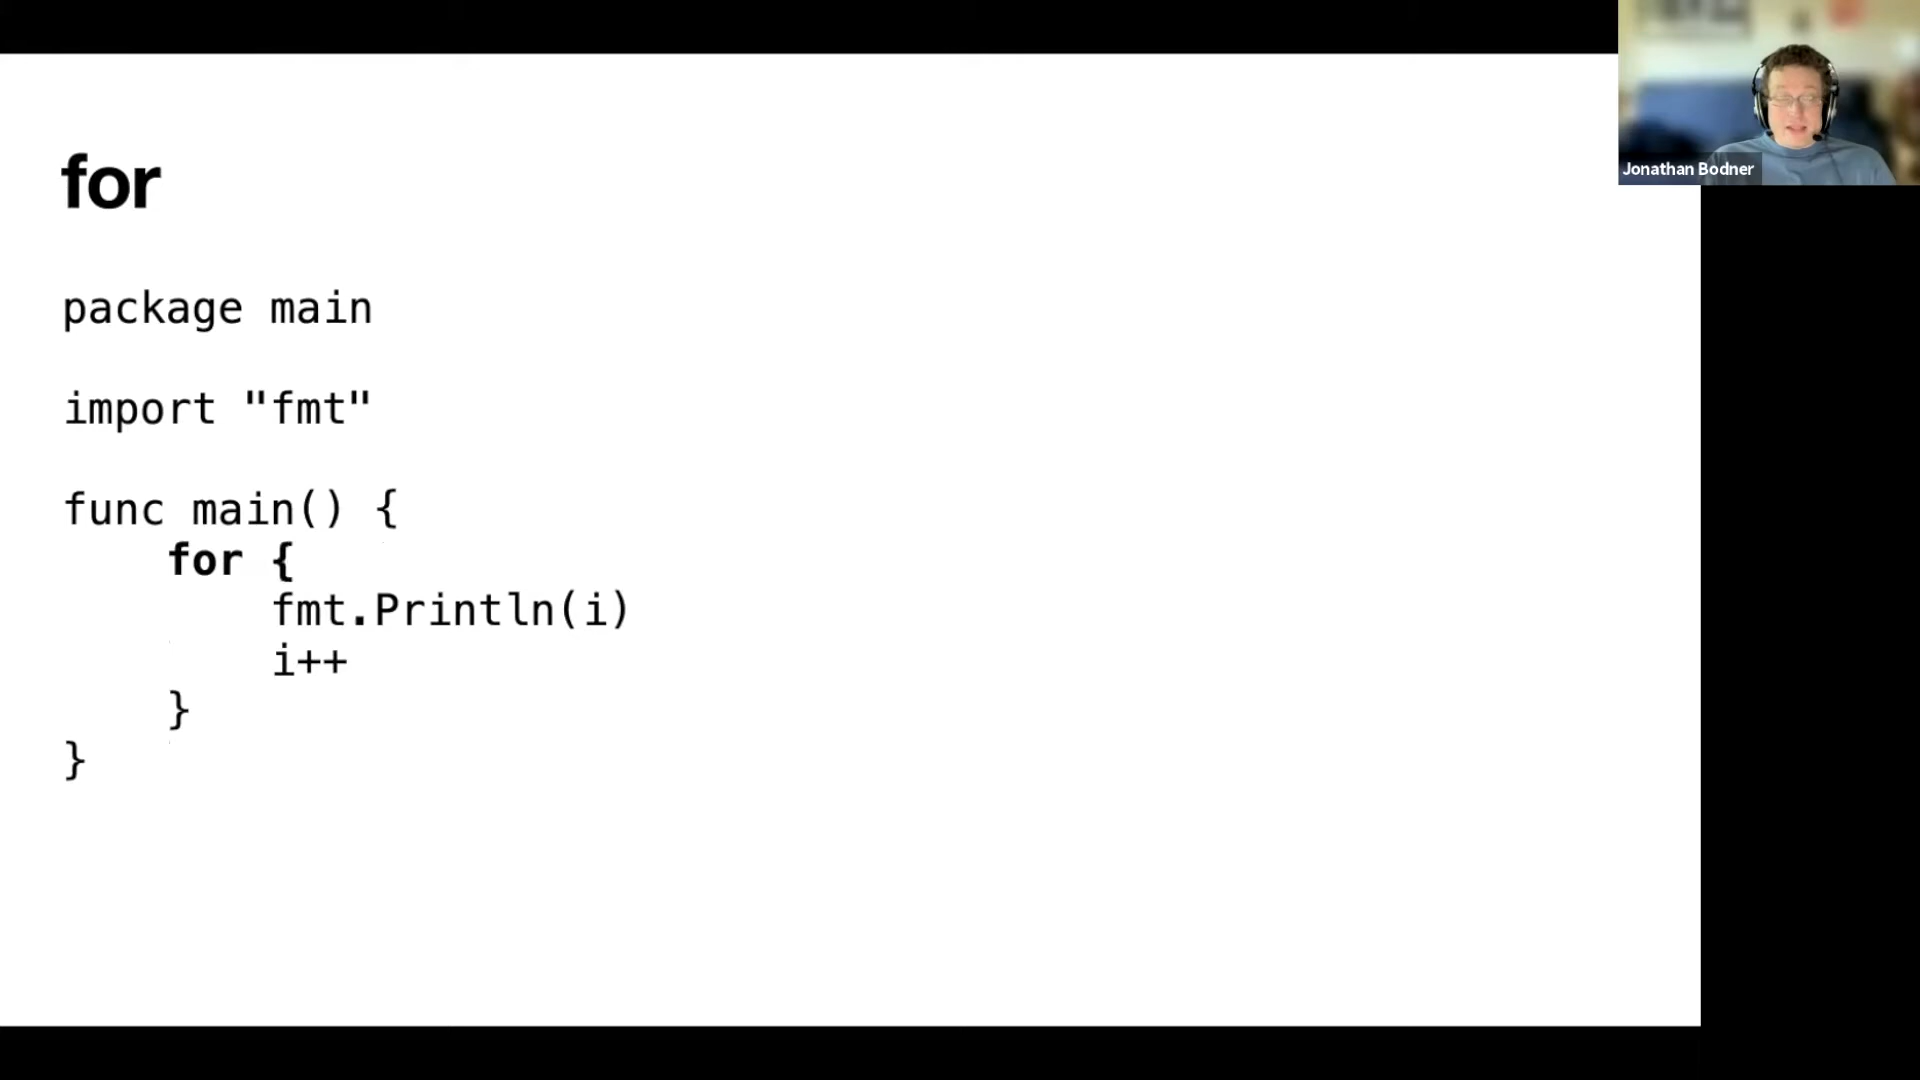 for
package main
import "fmt"
func main() {
for {
fmt.Println(i)
i++
}
}
Jonathan Bodner